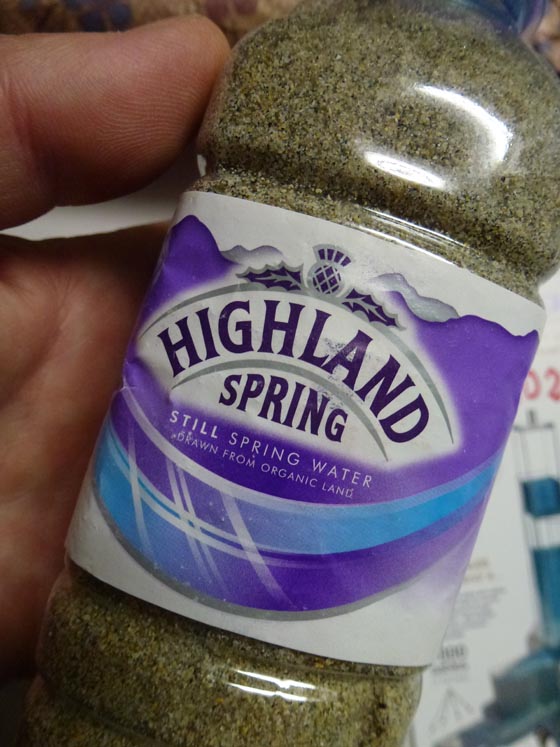 HIGHLAND
SPRING
STILL SPRING WATER
DRAWN FROM ORGANIC LAND